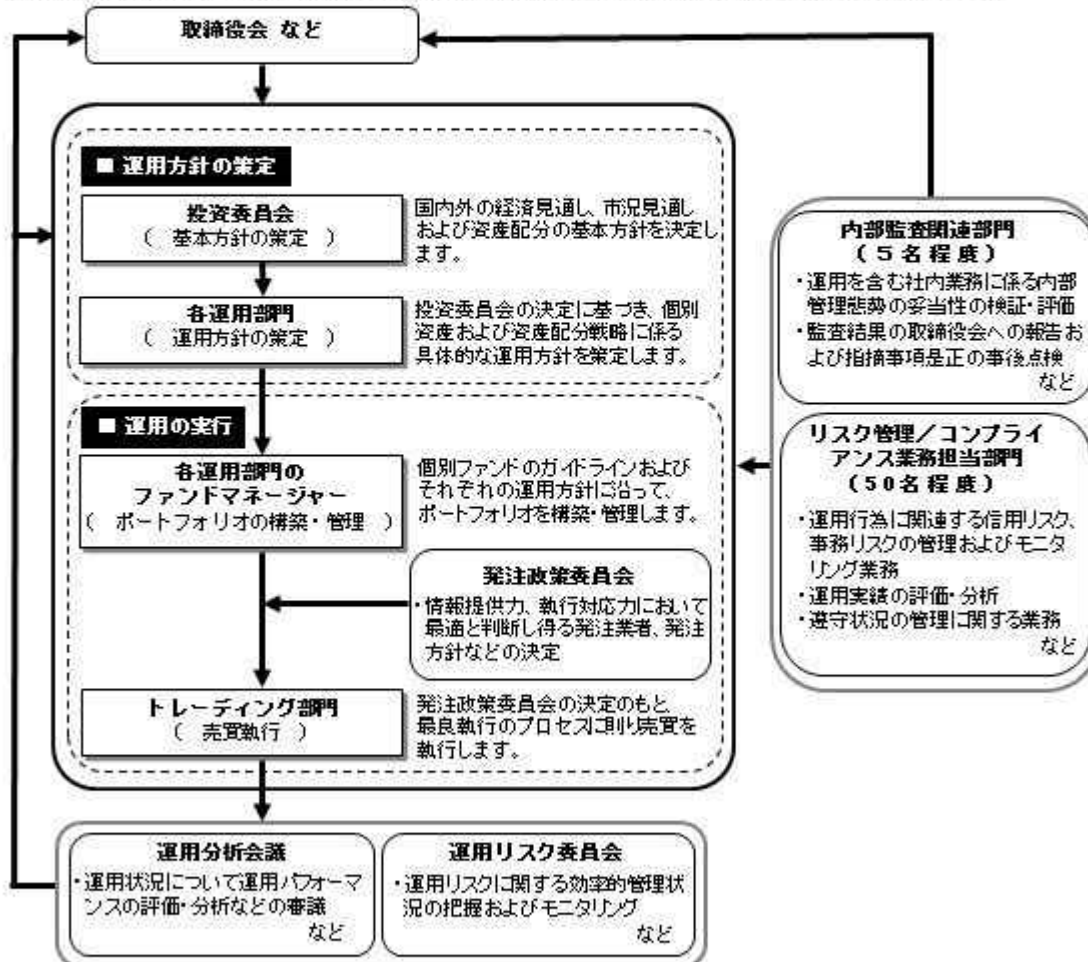 取締役会 など
■ 運用方針の策定
投資委員会
( 基本方針の策定 )
国内外の経済見通し、市況見通し
および資産配分の基本方針を決定し
ます。
各運用部門
( 運用方針の策定 )
投資委員会の決定に基づき、個別
資産および資産配分戦略に係る
具体的な運用方針を策定します。
■ 運用の実行
各運用部門の
ファンドマネージャー
( ポートフォリオの構築・管理 )
個別ファンドのガイドラインおよび
それぞれの運用方針に沿って、
ポートフォリオを構築・管理します。
発注政策委員会
・情報提供力、執行対応力において
最適と判断し得る発注業者、発注
方針などの決定
トレーディング部門
( 売買執行 )
発注政策委員会の決定のもと
最良執行のプロセスに則り売買を
執行します。
内部監査関連部門
(5名程度)
・運用を含む社内業務に係る内部
管理態勢の妥当性の検証・評価
・監査結果の取締役会への報告お
よび指摘事項是正の事後点検
など
リスク管理/コンプライ
アンス業務担当部門
(50名程度)
・運用行為に関連する信用リスク、
事務リスクの管理およびモニタ
リング業務
・運用実績の評価・分析
・遵守状況の管理に関する業務
など
運用分析会議
・運用状況について運用パフォーマ
ンスの評価・分析などの審議
など
運用リスク委員会
・運用リスクに関する効率的管理状
況の把握およびモニタリング
など